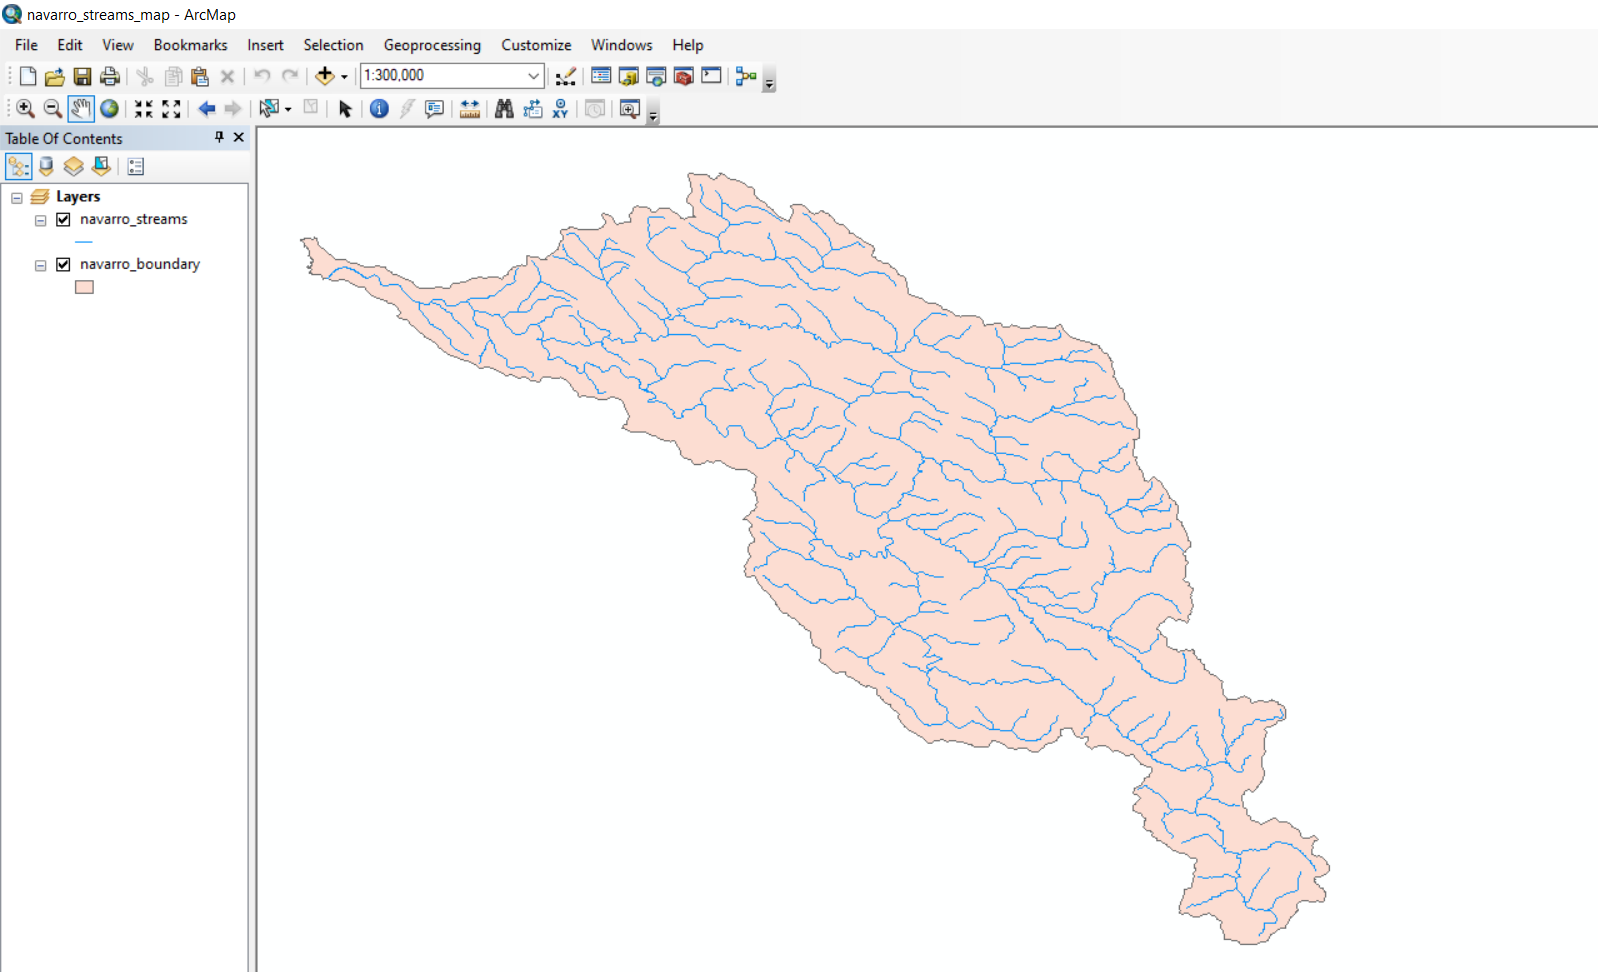 navarro_streams_map - ArcMap
File Edit View Bookmarks Insert Selection Geoprocessing Customize Windows Help
1:300,000
XY
Table Of Contents
Layers
navarro_streams
navarro_boundary